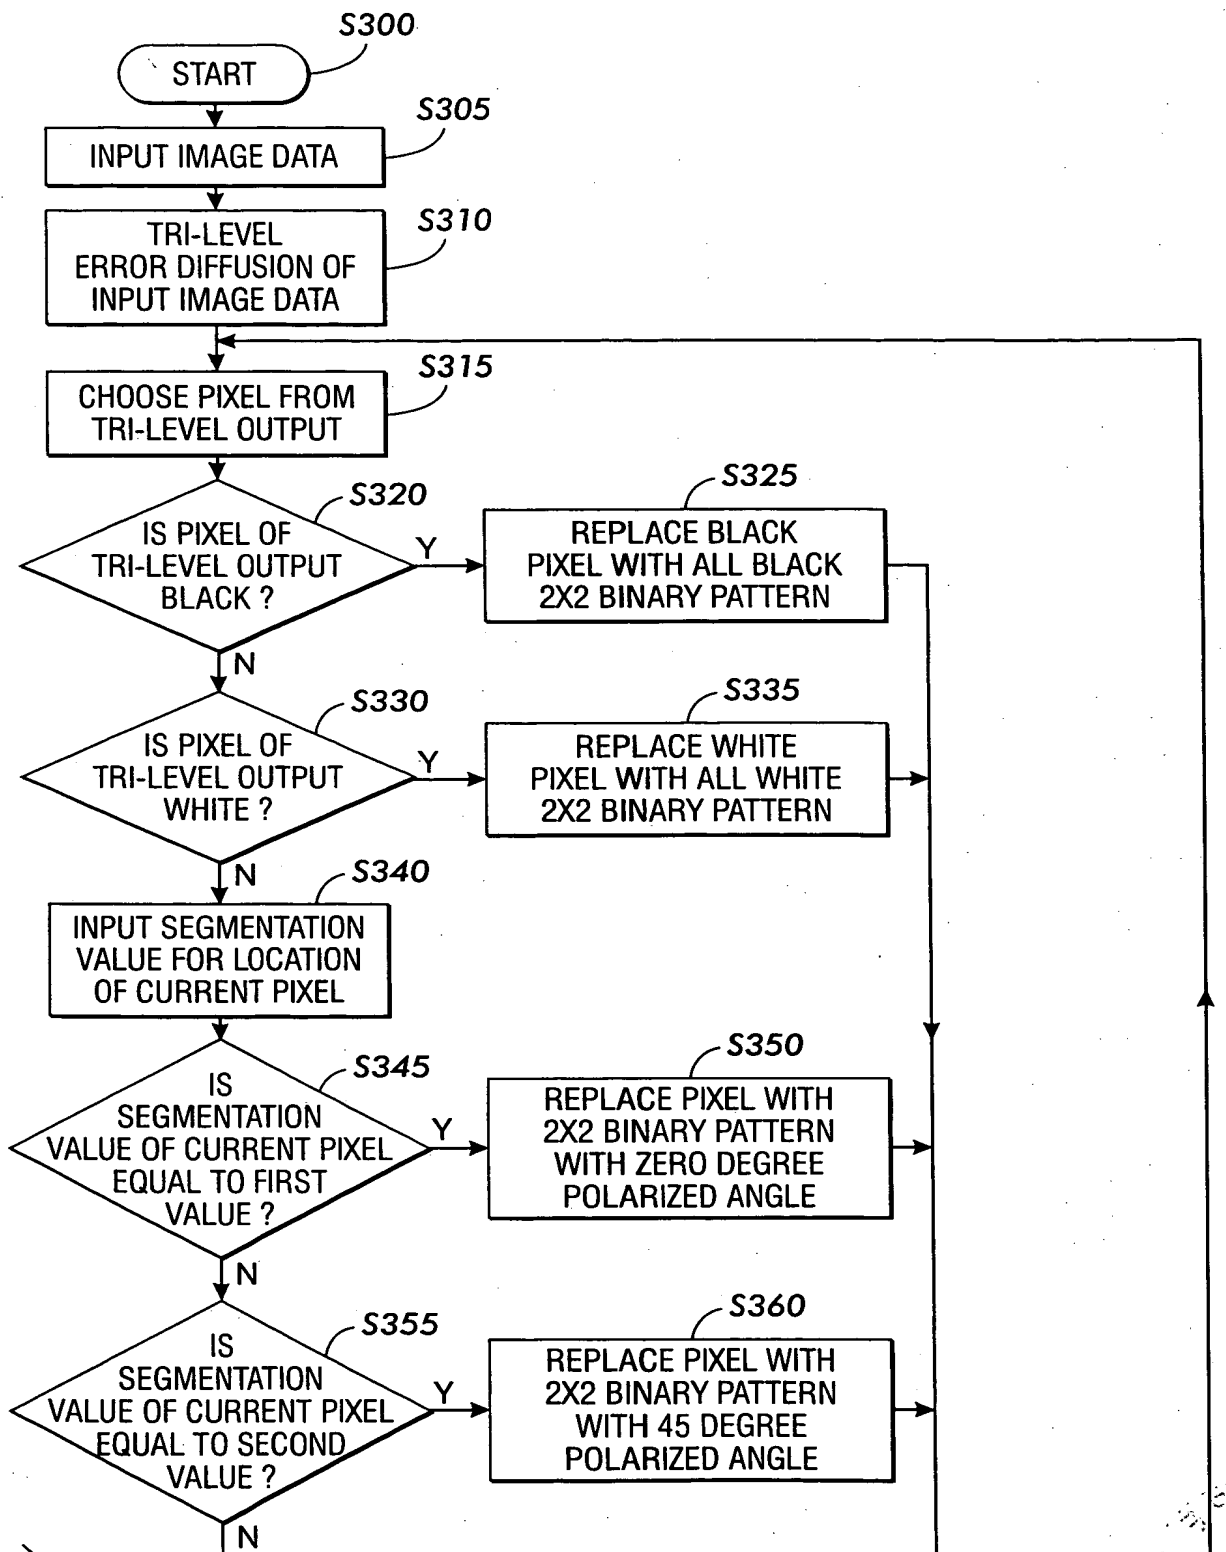 S300
START
S305
INPUT IMAGE DATA
S310
TRI-LEVEL
ERROR DIFFUSION OF
INPUT IMAGE DATA
S315
CHOOSE PIXEL FROM
TRI-LEVEL OUTPUT
S320
IS PIXEL OF
TRI-LEVEL OUTPUT
BLACK ?
Y
S325
REPLACE BLACK
PIXEL WITH ALL BLACK
2X2 BINARY PATTERN
N
S330
IS PIXEL OF
TRI-LEVEL OUTPUT
WHITE ?
Y
S335
REPLACE WHITE
PIXEL WITH ALL WHITE
2X2 BINARY PATTERN
N
S340
INPUT SEGMENTATION
VALUE FOR LOCATION
OF CURRENT PIXEL
S345
IS
SEGMENTATION
VALUE OF CURRENT PIXEL
EQUAL TO FIRST
VALUE ?
Y
S350
REPLACE PIXEL WITH
2X2 BINARY PATTERN
WITH ZERO DEGREE
POLARIZED ANGLE
N
S355
IS
SEGMENTATION
VALUE OF CURRENT PIXEL
EQUAL TO SECOND
VALUE ?
Y
S360
REPLACE PIXEL WITH
2X2 BINARY PATTERN
WITH 45 DEGREE
POLARIZED ANGLE
N